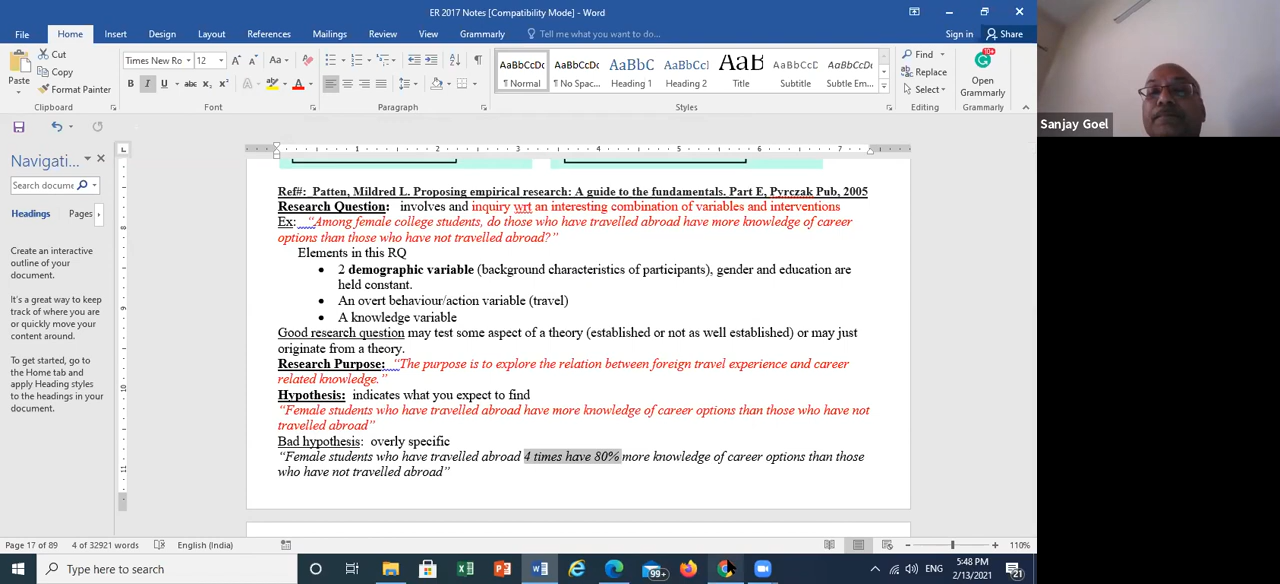 ER 2017 Notes [Compatibility Mode] - Word
File Home Insert Design Layout References Mailings Review View Grammarly Tell me what you want to do... Sign in Share
Paste
Cut
Copy
Format Painter
Clipboard
Times New Ro 12
Font
Paragraph
AaBbCcDc AaBbCcDc AaBbC AaBbCc AaB AaBbCcD AaBbCcDc
¶ Normal ¶ No Spac... Heading 1 Heading 2 Title Subtitle Subtle Em...
Styles
Find
Replace
Select
Editing
Open
Grammarly
Grammarly
Sanjay Goel
Navigati...
Search docume
Headings Pages
Create an interactive
outline of your
document.
It's a great way to keep
track of where you are
or quickly move your
content around.
To get started, go to
the Home tab and
apply Heading styles
to the headings in your
document.
1 2 3 4 5 6 7
Ref#: Patten, Mildred L. Proposing empirical research: A guide to the fundamentals. Part E, Pyrczak Pub, 2005
Research Question: involves and inquiry wrt an interesting combination of variables and interventions
Ex: "Among female college students, do those who have travelled abroad have more knowledge of career
options than those who have not travelled abroad?"
Elements in this RQ
• 2 demographic variable (background characteristics of participants), gender and education are
held constant.
• An overt behaviour/action variable (travel)
• A knowledge variable
Good research question may test some aspect of a theory (established or not as well established) or may just
originate from a theory.
Research Purpose: "The purpose is to explore the relation between foreign travel experience and career
related knowledge."
Hypothesis: indicates what you expect to find
"Female students who have travelled abroad have more knowledge of career options than those who have not
travelled abroad"
Bad hypothesis: overly specific
"Female students who have travelled abroad 4 times have 80% more knowledge of career options than those
who have not travelled abroad"
Page 17 of 89 4 of 32921 words English (India) 110%
Type here to search
99+
ENG
5:48 PM
2/13/2021
21